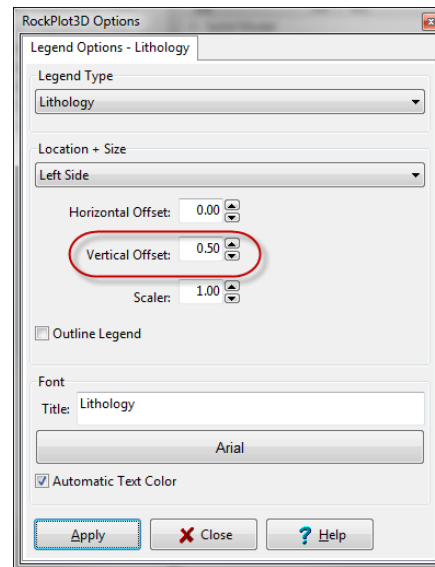 RockPlot3D Options
Legend Options - Lithology
Legend Type
Lithology
Location + Size
Left Side
Horizontal Offset: 0.00
Vertical Offset: 0.50
Scaler: 1.00
Outline Legend
Font
Title: Lithology
Arial
Automatic Text Color
Apply Close ? Help